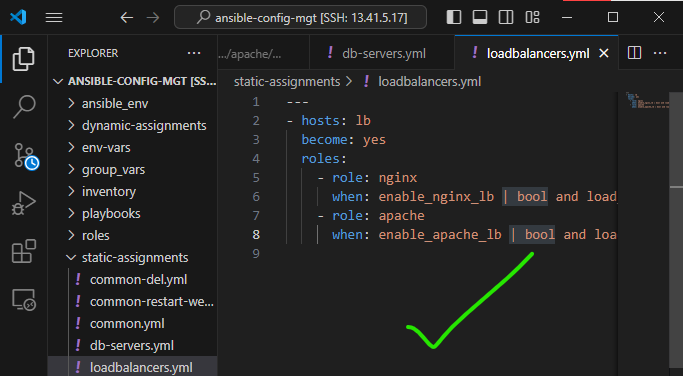 ansible-config-mgt [SSH: 13.41.5.17]
EXPLORER
.../apache/...
! db-servers.yml
! loadbalancers.yml
ANSIBLE-CONFIG-MGT [SS...
static-assignments > ! loadbalancers.yml
ansible_env
dynamic-assignments
env-vars
group_vars
inventory
playbooks
roles
static-assignments
! common-del.yml
! common-restart-we...
! common.yml
! db-servers.yml
! loadbalancers.yml
1 ---
2 - hosts: lb
3 become: yes
4 roles:
5 - role: nginx
6 when: enable_nginx_lb | bool and load_
7 - role: apache
8 when: enable_apache_lb | bool and loa
9